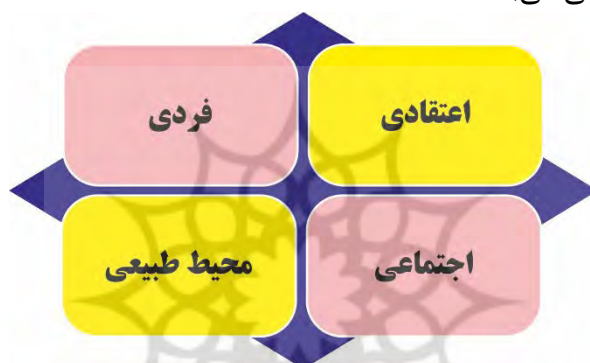 اعتقادی
فردی
اجتماعی
محیط طبیعی